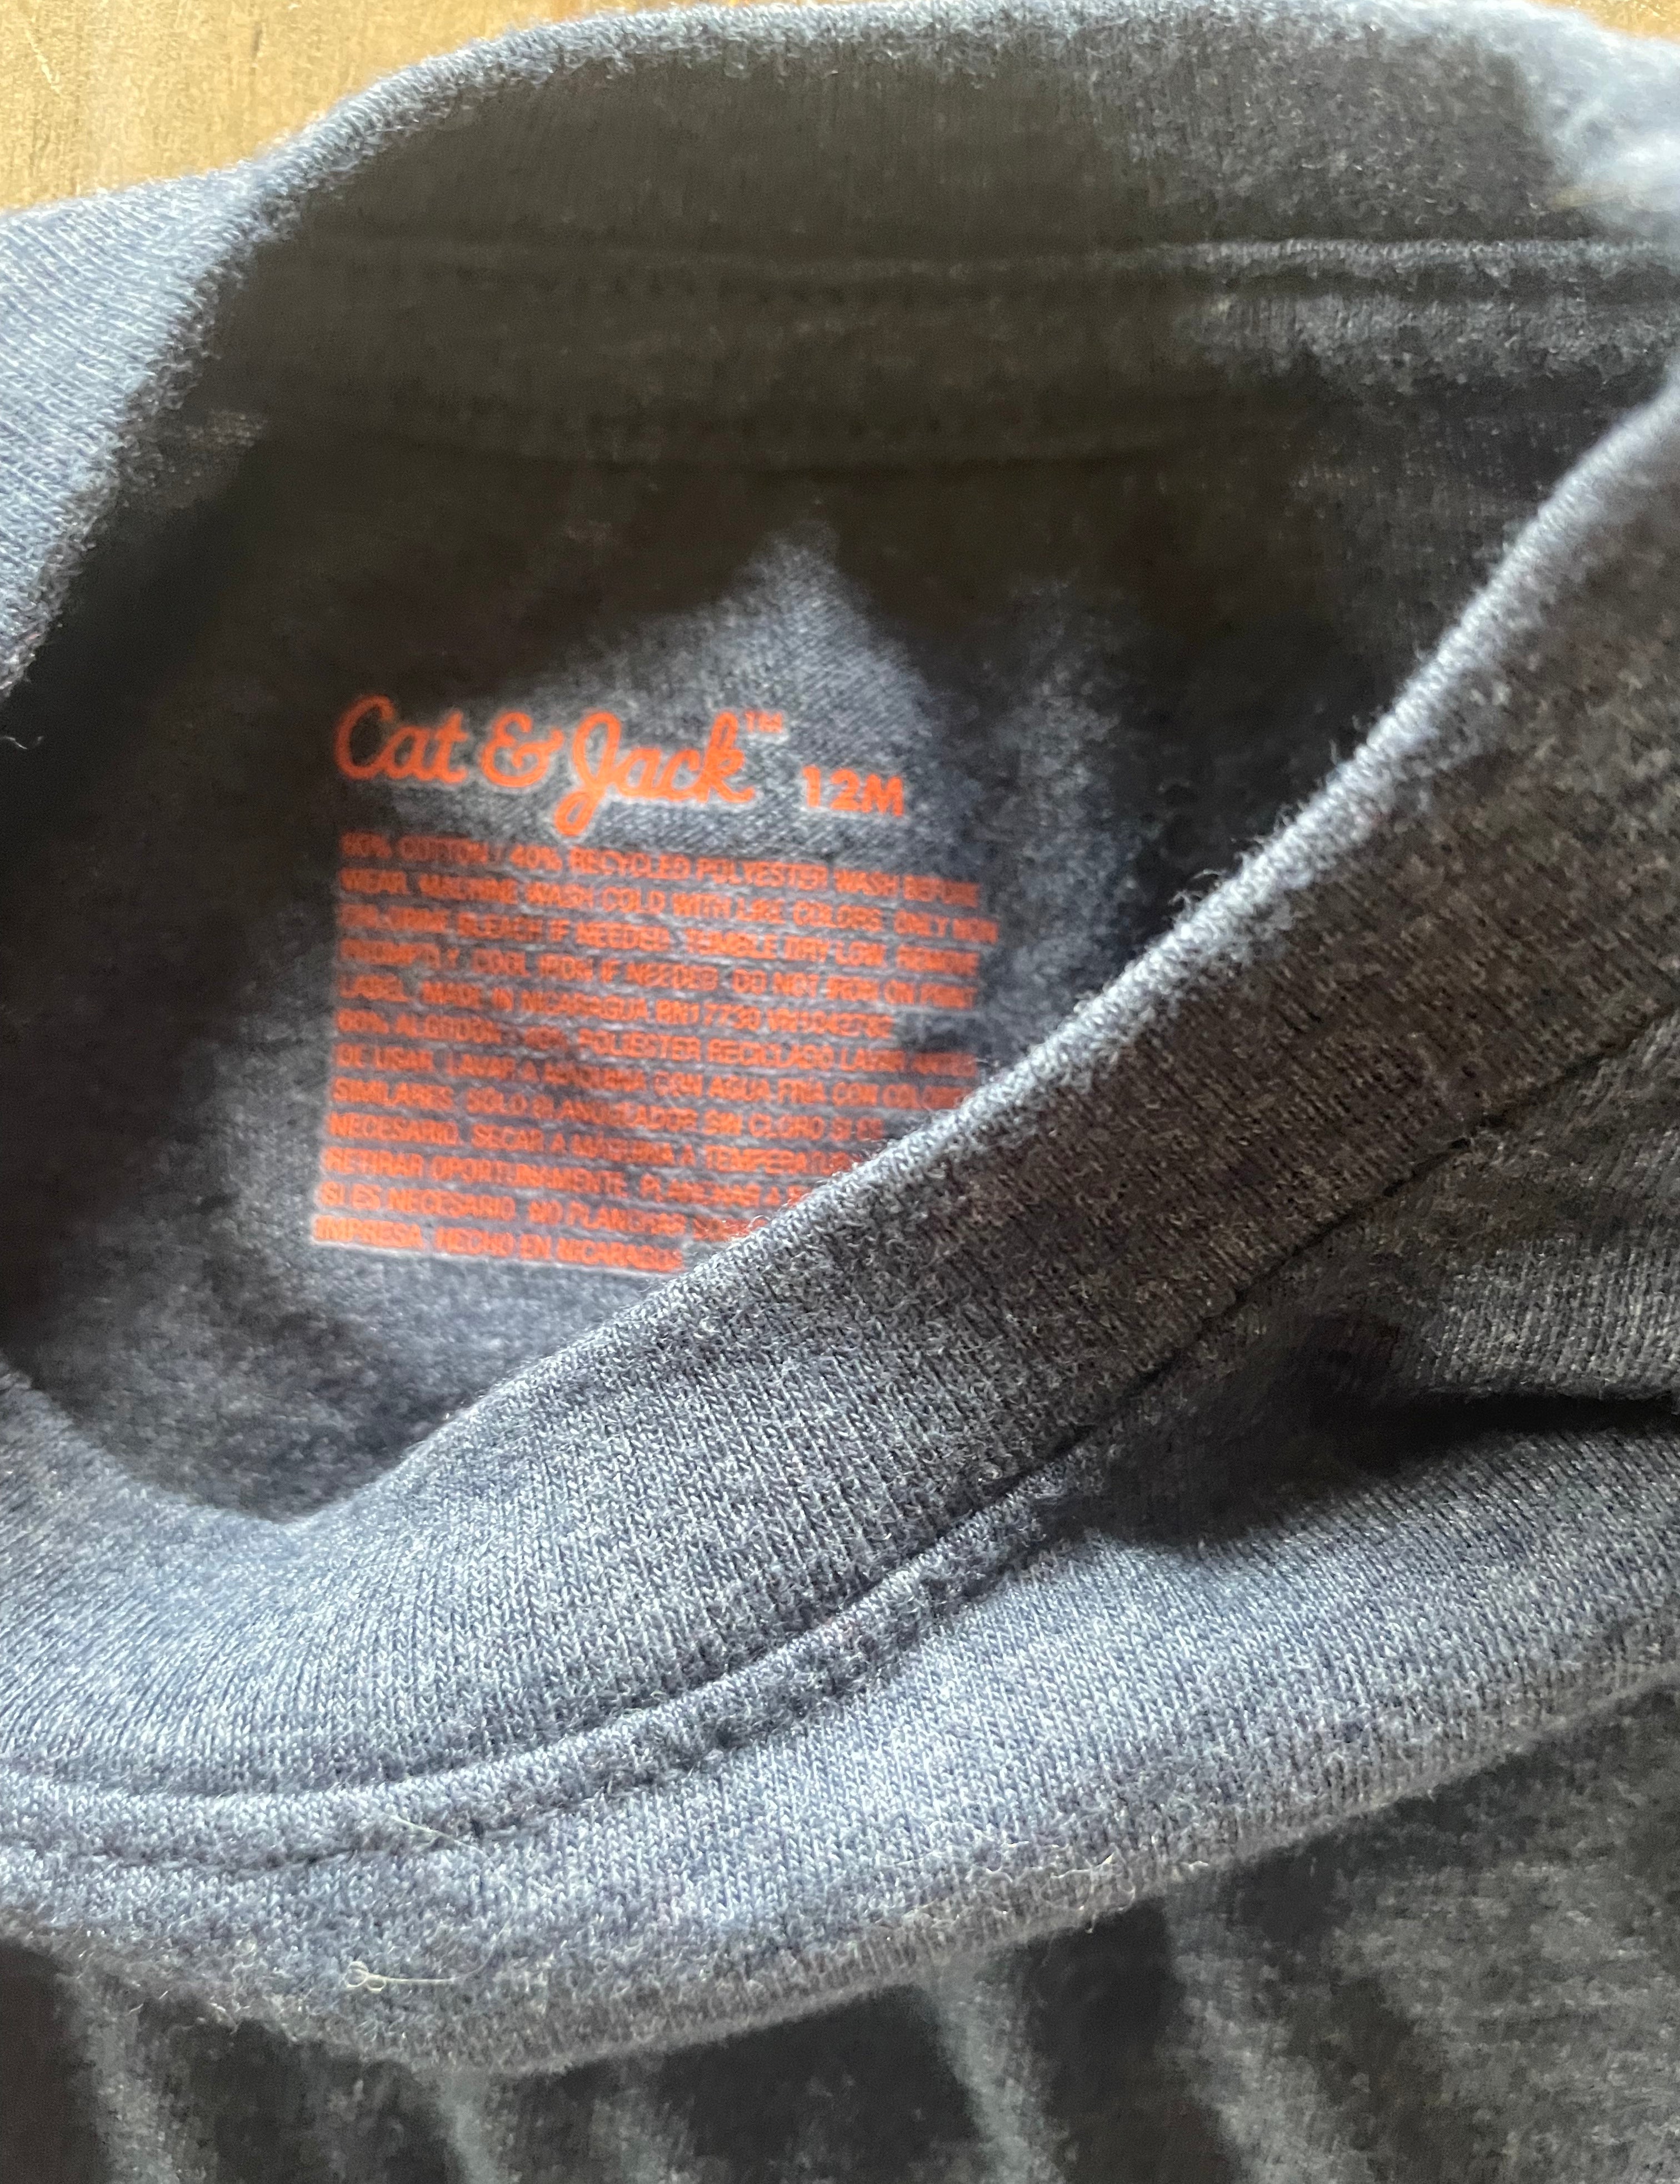 Cat & Jack™ 12M
60% COTTON / 40% RECYCLED POLYESTER WASH BEFORE
WEAR. MACHINE WASH COLD WITH LIKE COLORS. ONLY NON
CHLORINE BLEACH IF NEEDED. TUMBLE DRY LOW. REMOVE
PROMPTLY. COOL IRON IF NEEDED. DO NOT IRON ON PRINT
LABEL. MADE IN NICARAGUA RN17730
60% ALGODON / 40% POLIESTER RECICLADO LAVAR ANTES
DE USAR. LAVAR A MAQUINA CON AGUA FRIA CON COLORES
SIMILARES. SOLO BLANQUEADOR SIN CLORO SI ES
NECESARIO. SECAR A MÁQUINA A
RETIRAR OPORTUNAMENTE. PLANCHAR A
SI ES NECESARIO. NO PLANCHAR
IMPRESA. HECHO EN NICARAGUA